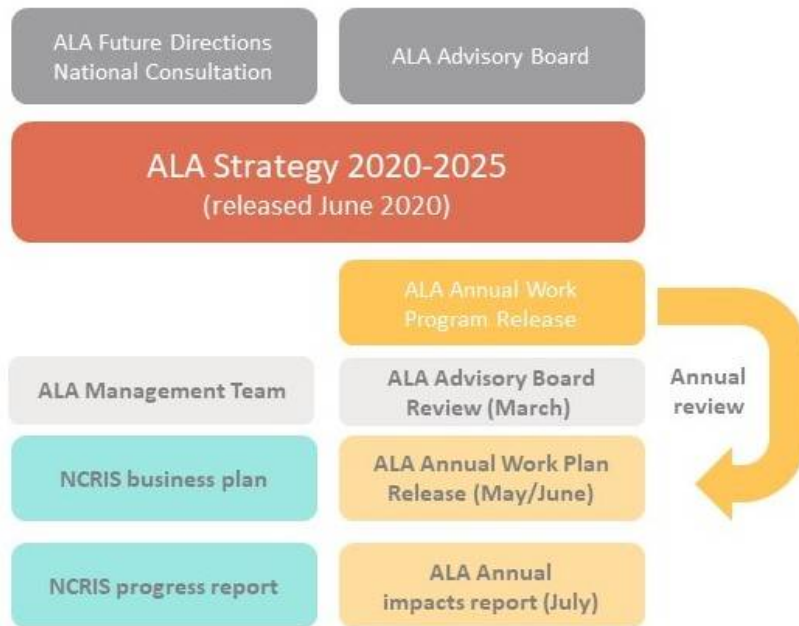 ALA Future Directions
National Consultation
ALA Advisory Board
ALA Strategy 2020-2025
(released June 2020)
ALA Annual Work
Program Release
ALA Management Team
ALA Advisory Board
Review (March)
Annual
review
NCRIS business plan
ALA Annual Work Plan
Release (May/June)
NCRIS progress report
ALA Annual
impacts report (July)